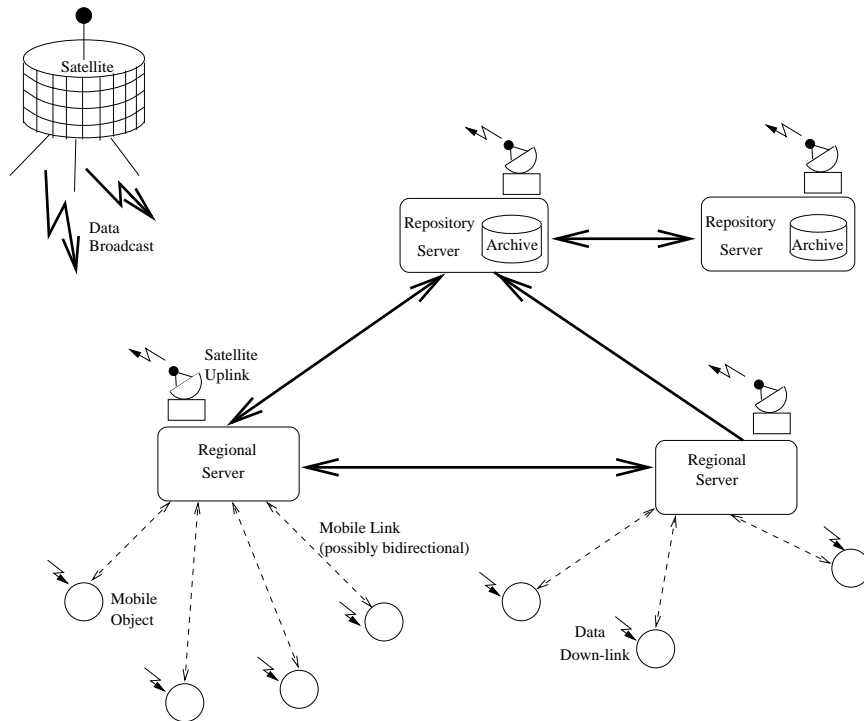 Satellite
Data
Broadcast
Repository
Server
Archive
Repository
Server
Archive
Satellite
Uplink
Regional
Server
Regional
Server
Mobile Link
(possibly bidirectional)
Mobile
Object
Data
Down-link